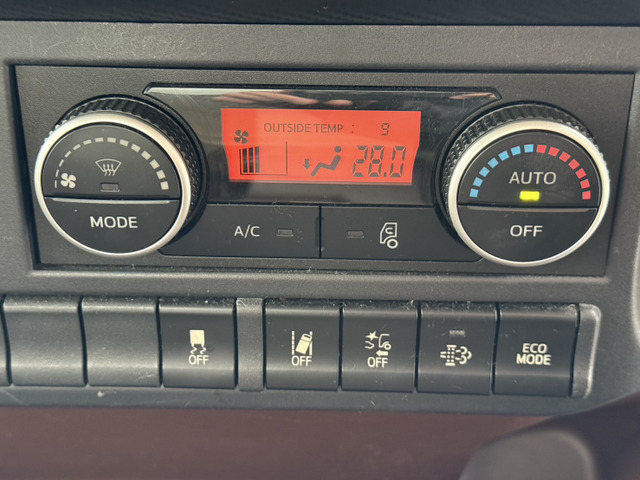 OUTSIDE TEMP : 9
28.0
MODE
A/C
AUTO
OFF
OFF
OFF
OFF
ECO
MODE